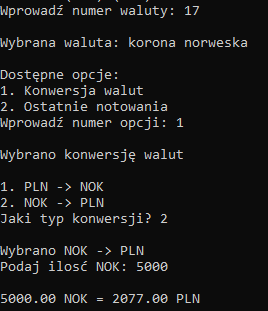 Wprowadź numer waluty: 17
Wybrana waluta: korona norweska
Dostępne opcje:
1. Konwersja walut
2. Ostatnie notowania
Wprowadź numer opcji: 1
Wybrano konwersję walut
1. PLN -> NOK
2. NOK -> PLN
Jaki typ konwersji? 2
Wybrano NOK -> PLN
Podaj ilosć NOK: 5000
5000.00 NOK = 2077.00 PLN